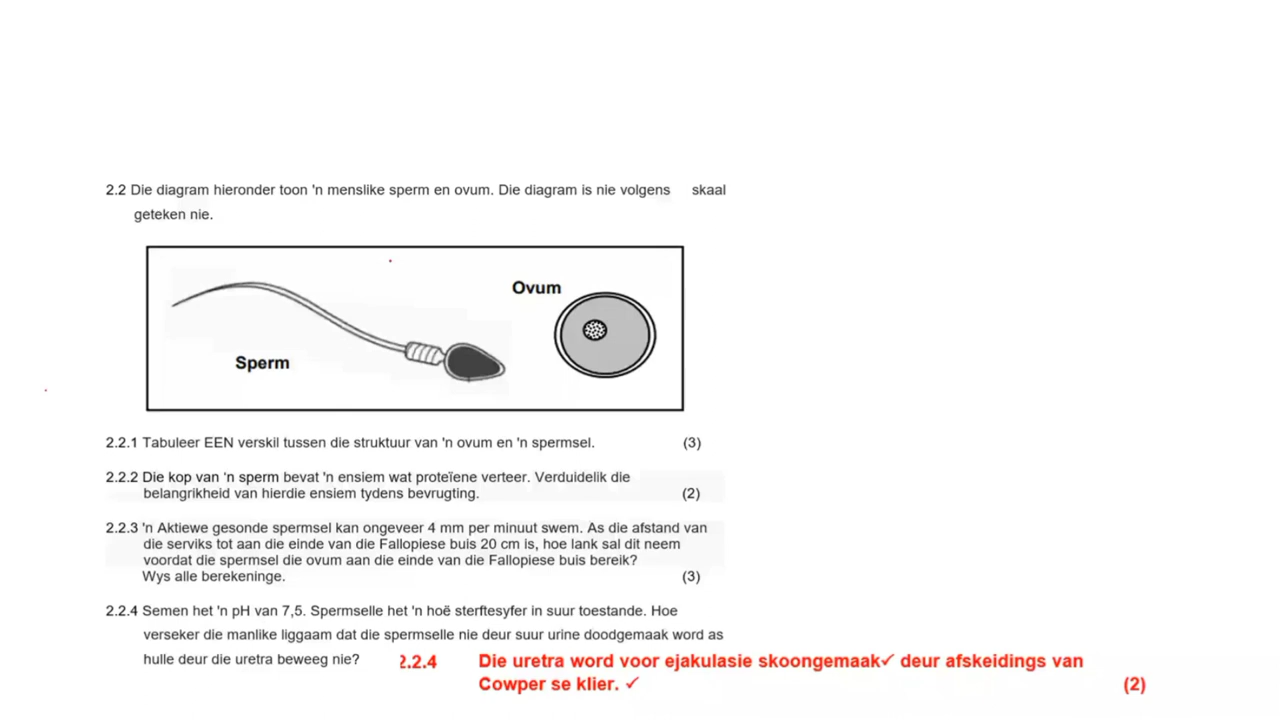 2.2 Die diagram hieronder toon 'n menslike sperm en ovum. Die diagram is nie volgens skaal
geteken nie.
Ovum
Sperm
2.2.1 Tabuleer EEN verskil tussen die struktuur van 'n ovum en 'n spermsel. (3)
2.2.2 Die kop van 'n sperm bevat 'n ensiem wat proteïene verteer. Verduidelik die
belangrikheid van hierdie ensiem tydens bevrugting. (2)
2.2.3 'n Aktiewe gesonde spermsel kan ongeveer 4 mm per minuut swem. As die afstand van
die serviks tot aan die einde van die Fallopiese buis 20 cm is, hoe lank sal dit neem
voordat die spermsel die ovum aan die einde van die Fallopiese buis bereik?
Wys alle berekeninge. (3)
2.2.4 Semen het 'n pH van 7,5. Spermselle het 'n hoë sterftesyfer in suur toestande. Hoe
verseker die manlike liggaam dat die spermselle nie deur suur urine doodgemaak word as
hulle deur die uretra beweeg nie? 2.2.4 Die uretra word voor ejakulasie skoongemaak✓ deur afskeidings van
Cowper se klier. ✓ (2)